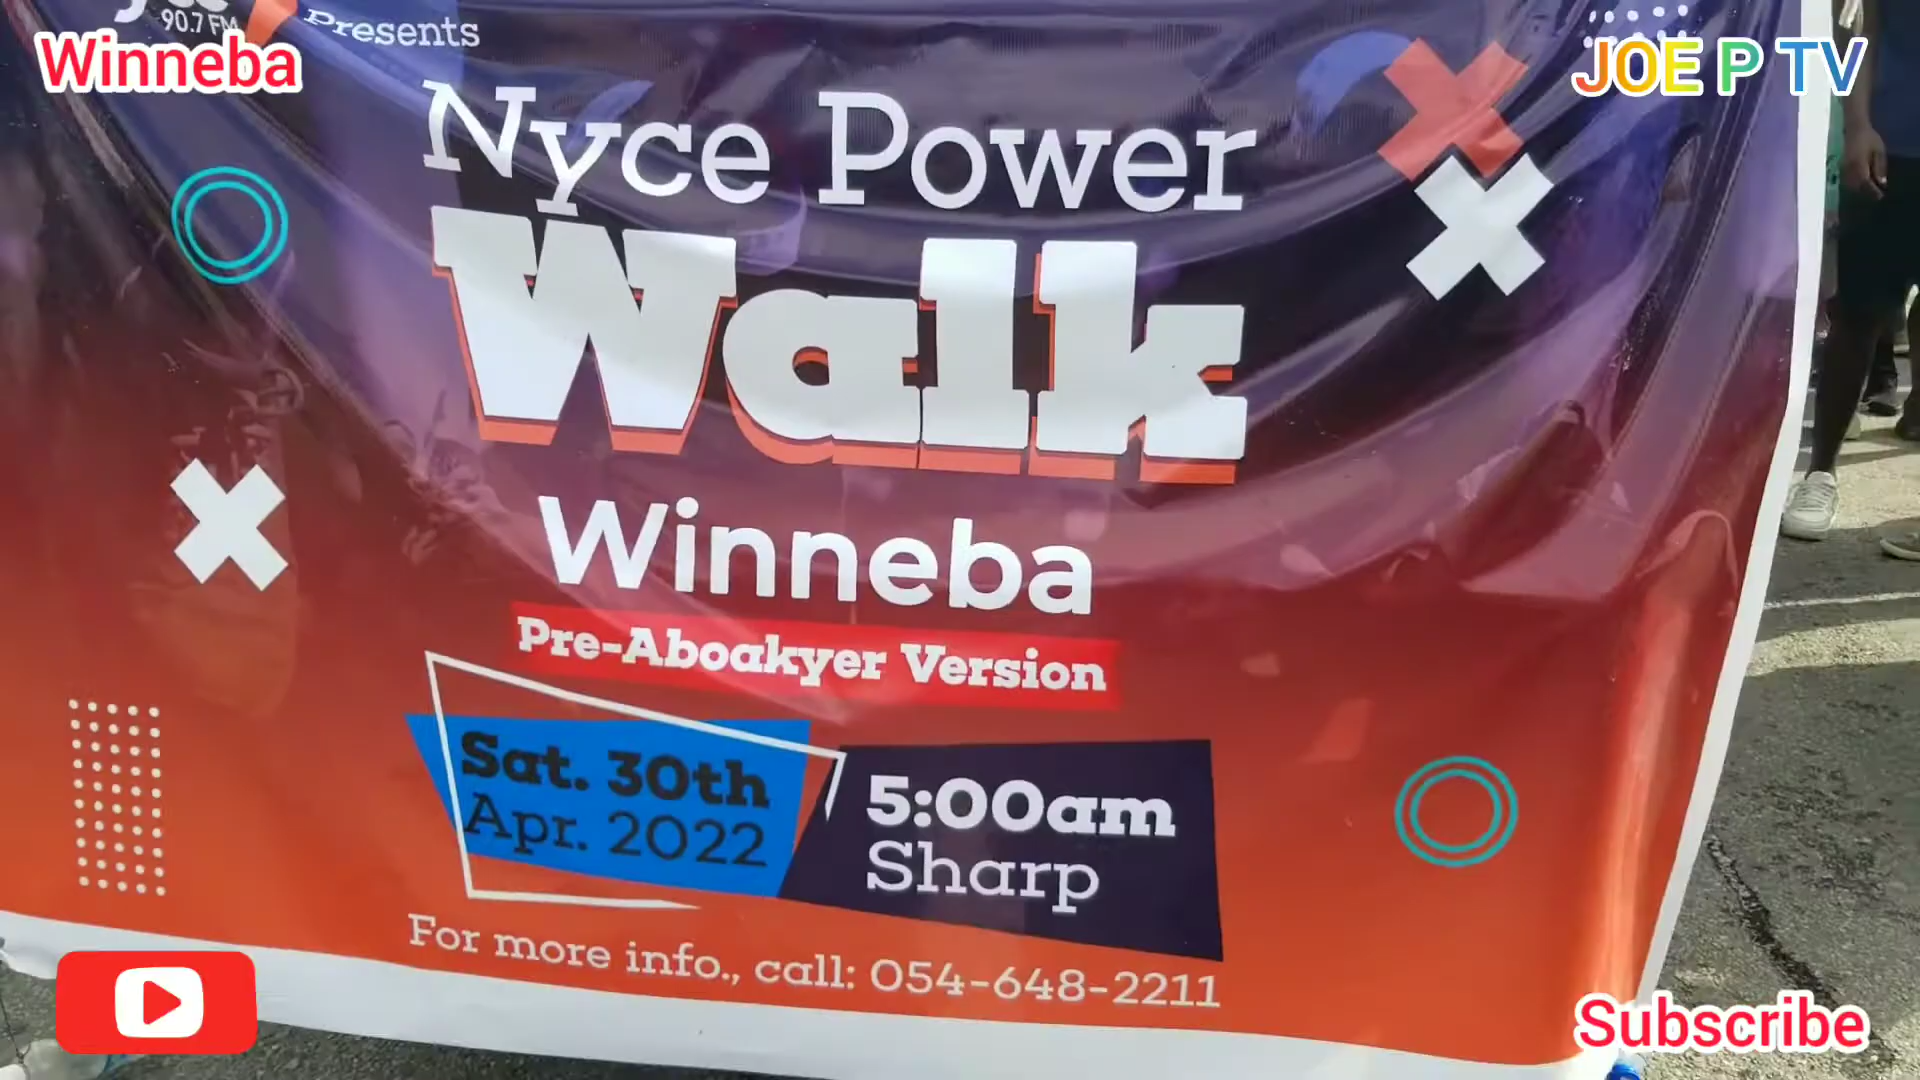 90.7 FM
Presents
Winneba
JOE P TV
Nyce Power
Walk
Winneba
Pre-Aboakyer Version
Sat. 30th
Apr. 2022
5:00am
Sharp
For more info., call: 054-648-2211
Subscribe